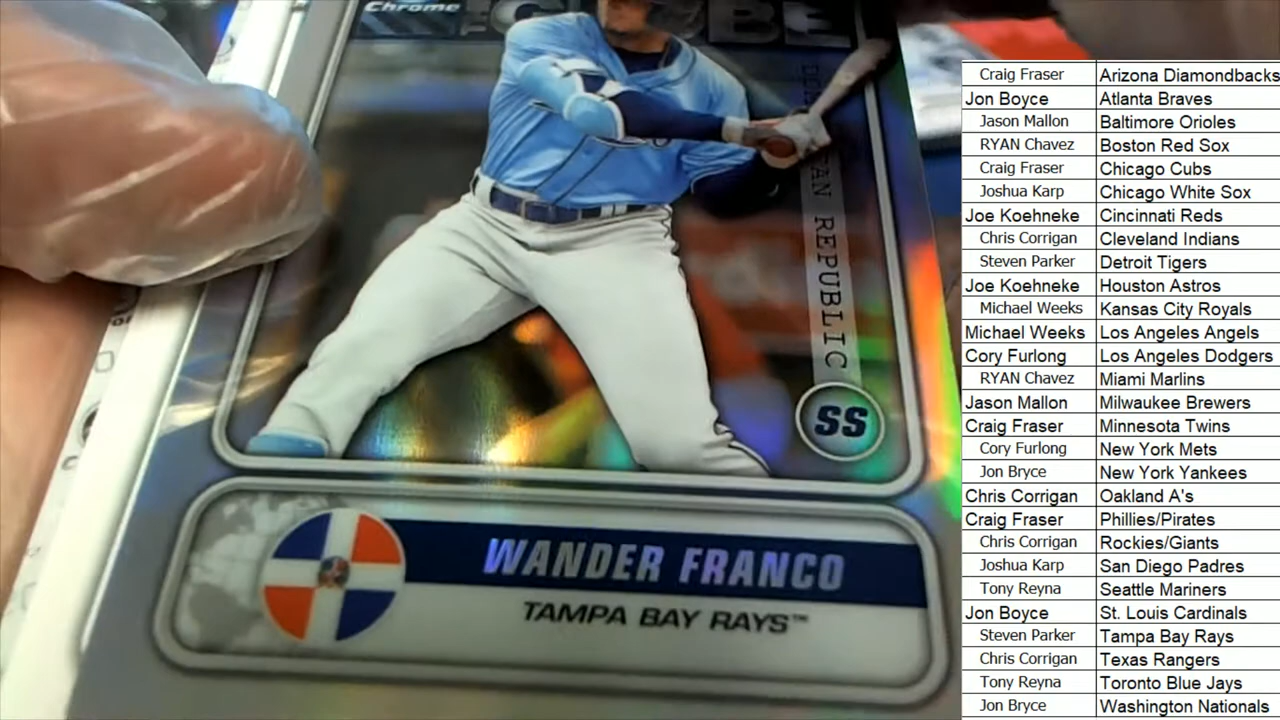 Chrome
REPUBLIC
SS
WANDER FRANCO
TAMPA BAY RAYS™
Craig Fraser Arizona Diamondbacks
Jon Boyce Atlanta Braves
Jason Mallon Baltimore Orioles
RYAN Chavez Boston Red Sox
Craig Fraser Chicago Cubs
Joshua Karp Chicago White Sox
Joe Koehneke Cincinnati Reds
Chris Corrigan Cleveland Indians
Steven Parker Detroit Tigers
Joe Koehneke Houston Astros
Michael Weeks Kansas City Royals
Michael Weeks Los Angeles Angels
Cory Furlong Los Angeles Dodgers
RYAN Chavez Miami Marlins
Jason Mallon Milwaukee Brewers
Craig Fraser Minnesota Twins
Cory Furlong New York Mets
Jon Bryce New York Yankees
Chris Corrigan Oakland A's
Craig Fraser Phillies/Pirates
Chris Corrigan Rockies/Giants
Joshua Karp San Diego Padres
Tony Reyna Seattle Mariners
Jon Boyce St. Louis Cardinals
Steven Parker Tampa Bay Rays
Chris Corrigan Texas Rangers
Tony Reyna Toronto Blue Jays
Jon Bryce Washington Nationals